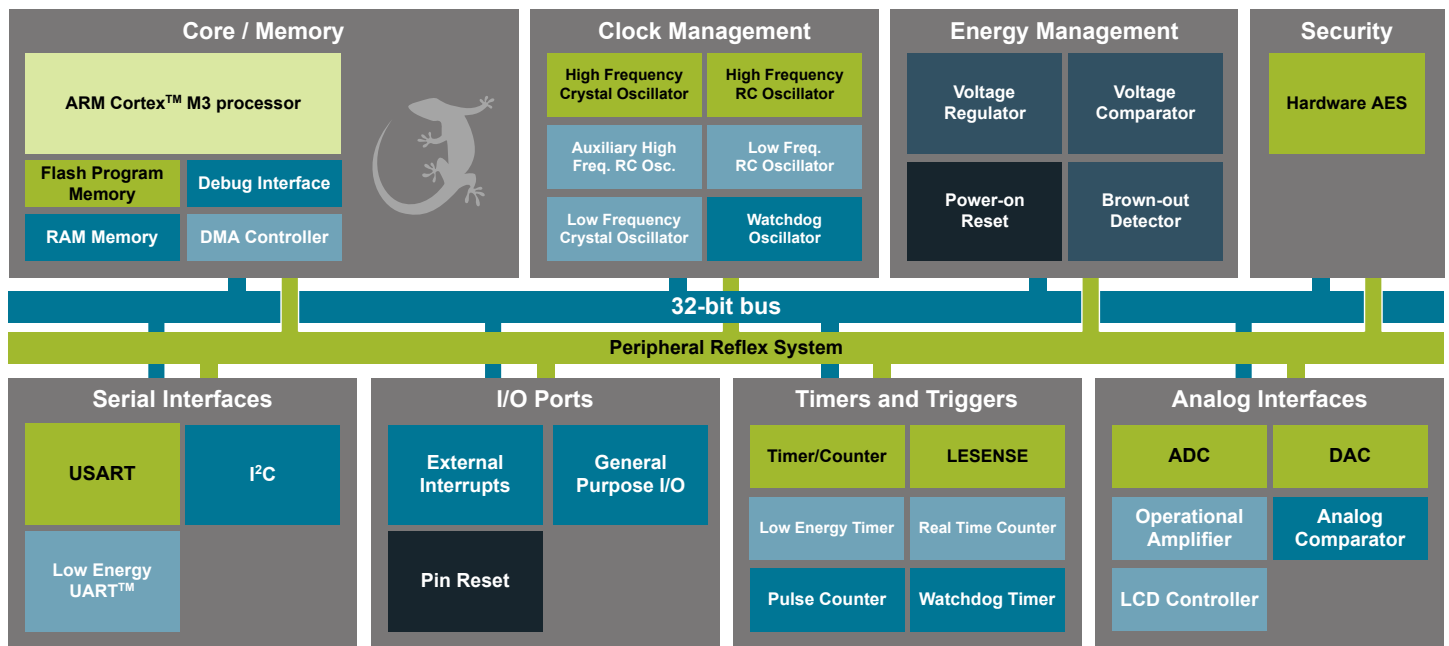 Core / Memory
ARM Cortex™ M3 processor
Flash Program
Memory
Debug Interface
RAM Memory
DMA Controller
Clock Management
High Frequency
Crystal Oscillator
High Frequency
RC Oscillator
Auxiliary High
Freq. RC Osc.
Low Freq.
RC Oscillator
Low Frequency
Crystal Oscillator
Watchdog
Oscillator
Energy Management
Voltage
Regulator
Voltage
Comparator
Power-on
Reset
Brown-out
Detector
Security
Hardware AES
32-bit bus
Peripheral Reflex System
Serial Interfaces
USART
I²C
Low Energy
UART™
I/O Ports
External
Interrupts
General
Purpose I/O
Pin Reset
Timers and Triggers
Timer/Counter
LESENSE
Low Energy Timer
Real Time Counter
Pulse Counter
Watchdog Timer
Analog Interfaces
ADC
DAC
Operational
Amplifier
Analog
Comparator
LCD Controller